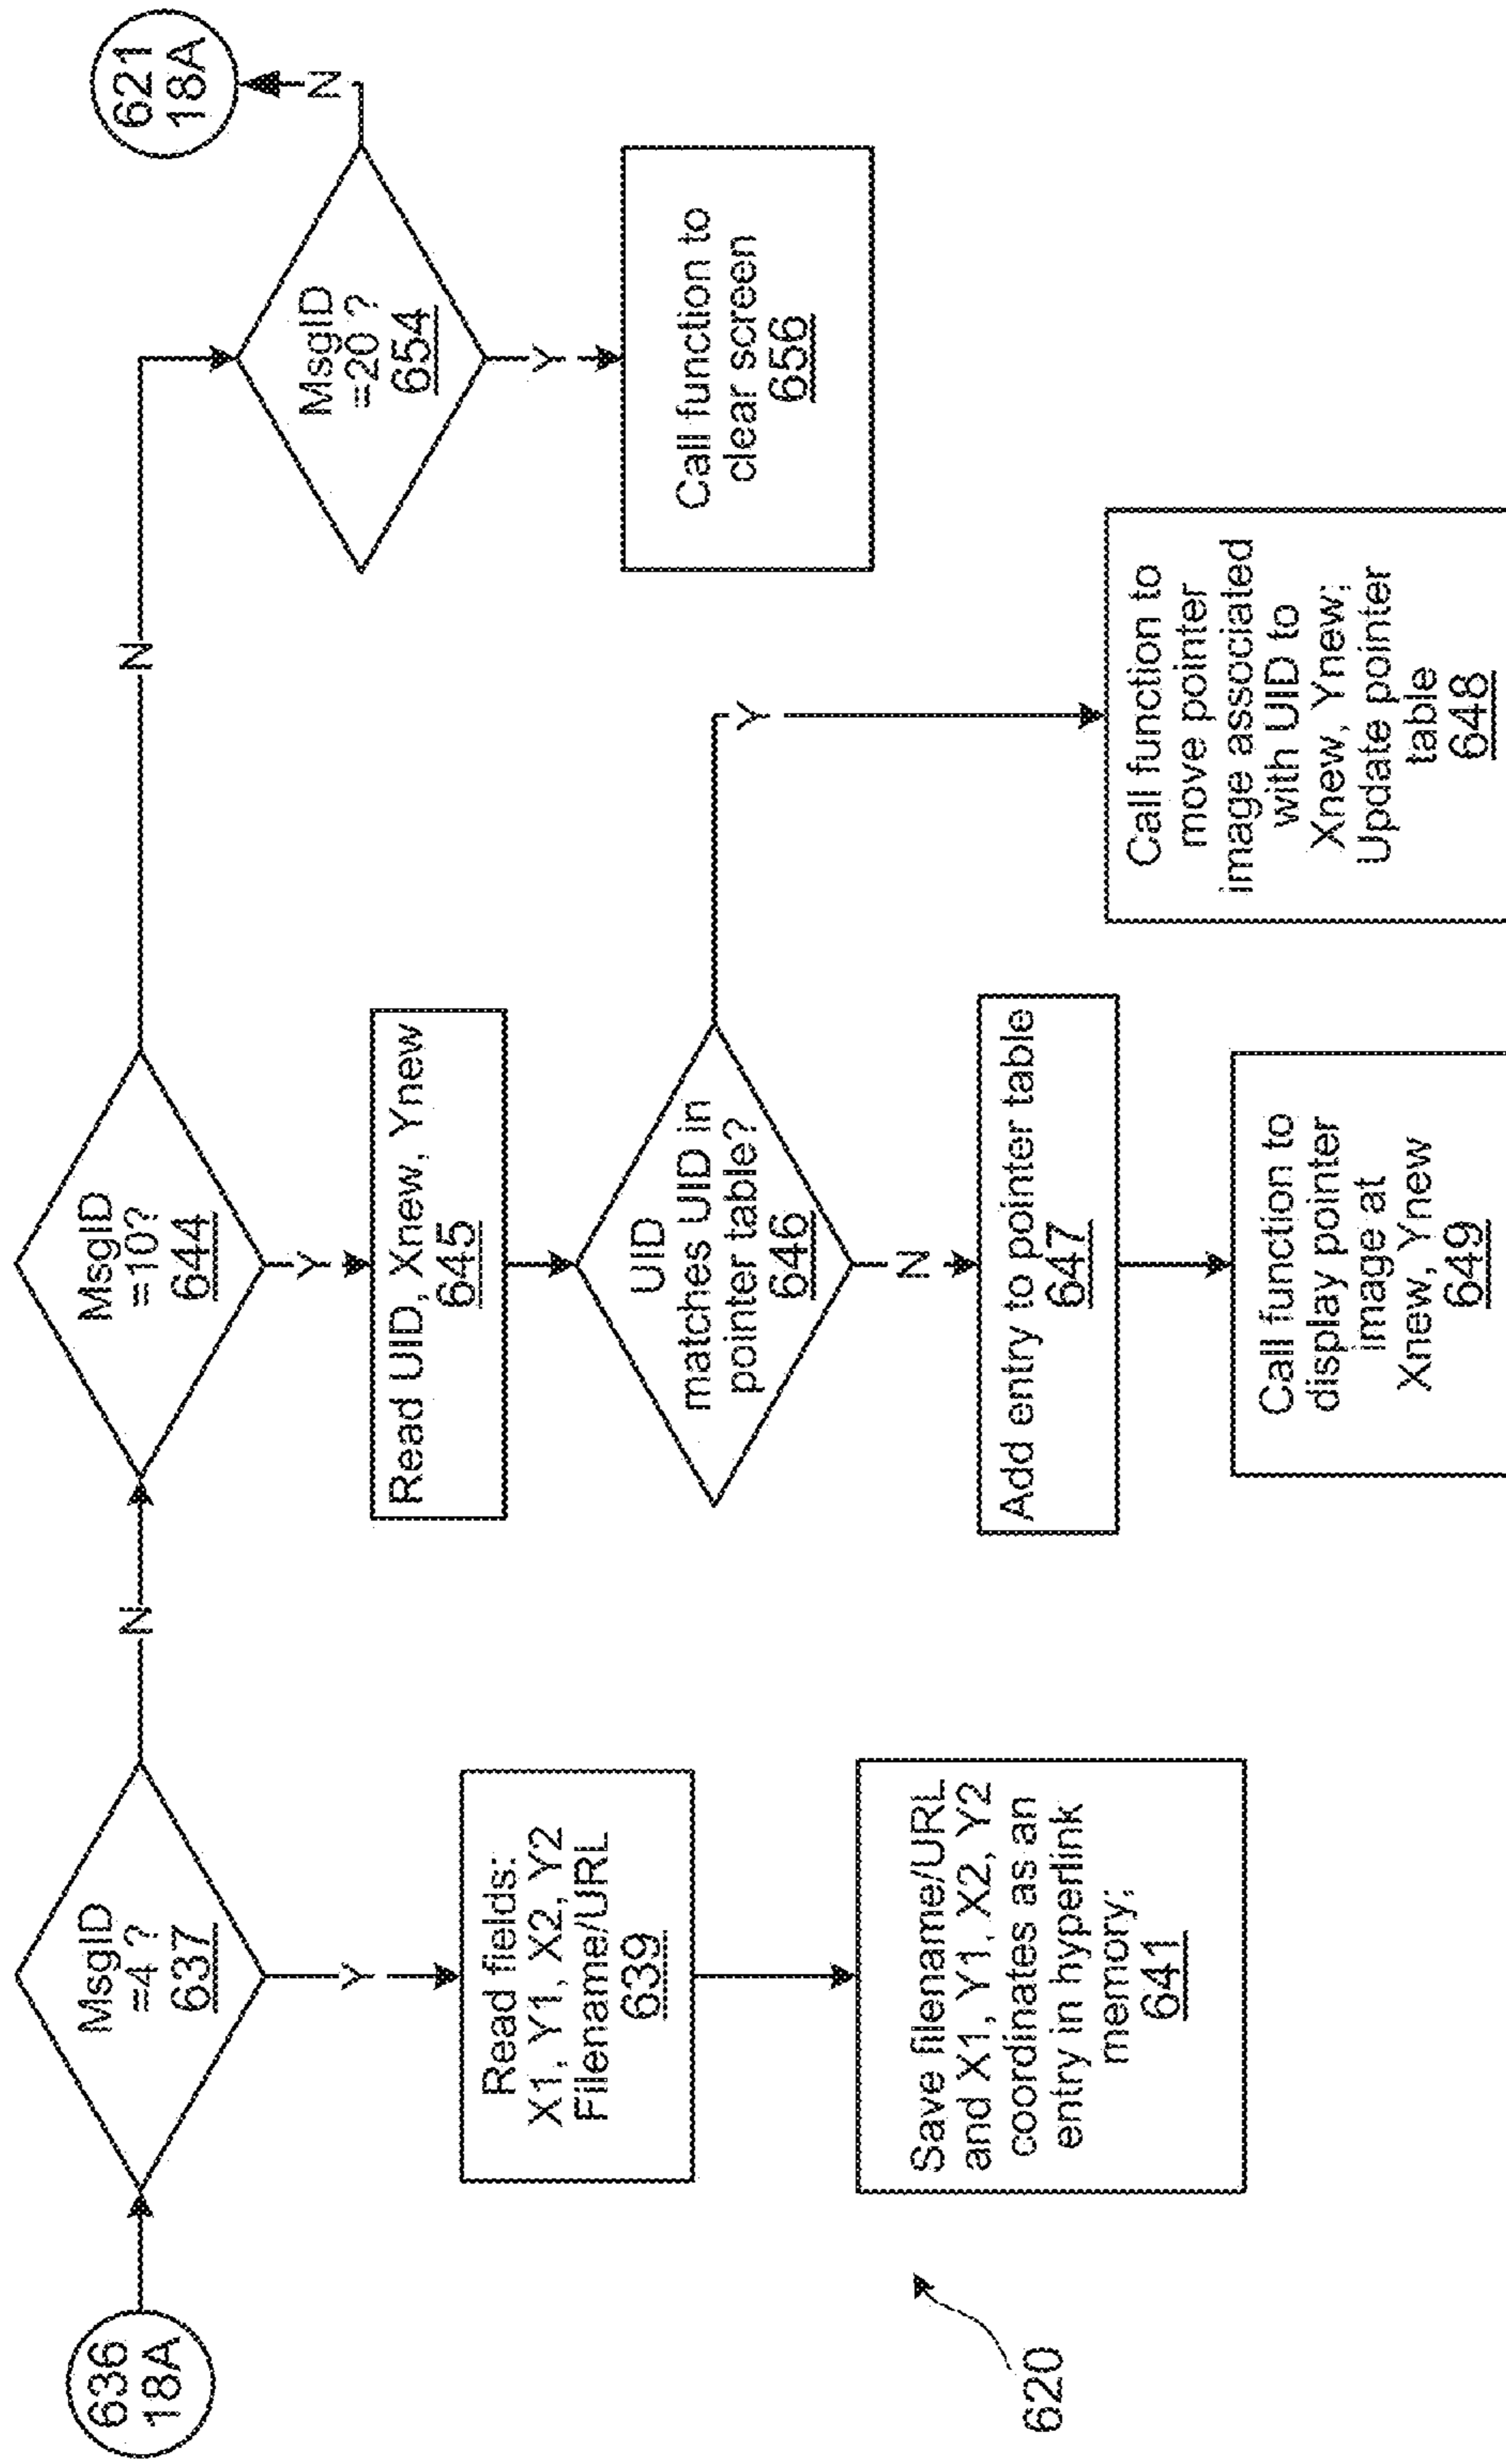 636
18A
MsgID
=4 ?
637
Y
N
Read fields:
X1, Y1, X2, Y2
Filename/URL
639
Save filename/URL
and X1, Y1, X2, Y2
coordinates as an
entry in hyperlink
memory;
641
620
MsgID
=10?
644
Y
N
Read UID, Xnew, Ynew
645
UID
matches UID in
pointer table?
646
N
Y
Add entry to pointer table
647
Call function to
display pointer
image at
Xnew, Ynew
649
Call function to
move pointer
image associated
with UID to
Xnew, Ynew;
Update pointer
table
648
MsgID
=20 ?
654
Y
N
Call function to
clear screen
656
621
18A